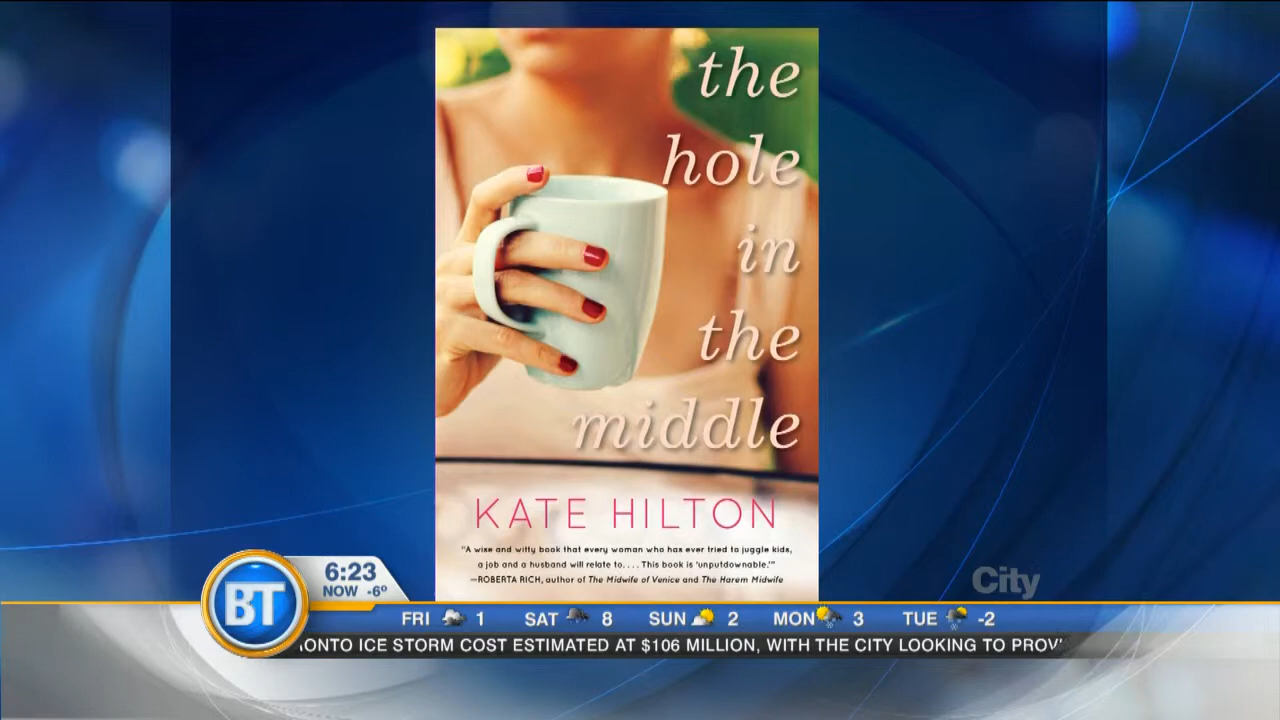 the
hole
in
the
middle
KATE HILTON
"A wise and witty book that every woman who has ever tried to juggle kids,
a job and a husband will relate to.... This book is 'unputdownable.'"
—ROBERTA RICH, author of The Midwife of Venice and The Harem Midwife
City
BT
6:23
NOW -6°
FRI 1 SAT 8 SUN 2 MON 3 TUE -2
ONTO ICE STORM COST ESTIMATED AT $106 MILLION, WITH THE CITY LOOKING TO PROV